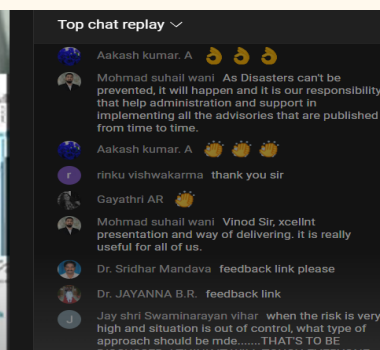 Top chat replay
Aakash kumar. A
Mohmad suhail wani As Disasters can't be
prevented, it will happen and it is our responsibility
that help administration and support in
implementing all the advisories that are published
from time to time.
Aakash kumar. A
r rinku vishwakarma thank you sir
Gayathri AR
Mohmad suhail wani Vinod Sir, xcellnt
presentation and way of delivering. it is really
useful for all of us.
Dr. Sridhar Mandava feedback link please
Dr. JAYANNA B.R. feedback link
J Jay shri Swaminarayan vihar when the risk is very
high and situation is out of control, what type of
approach should be mde.......THAT'S TO BE